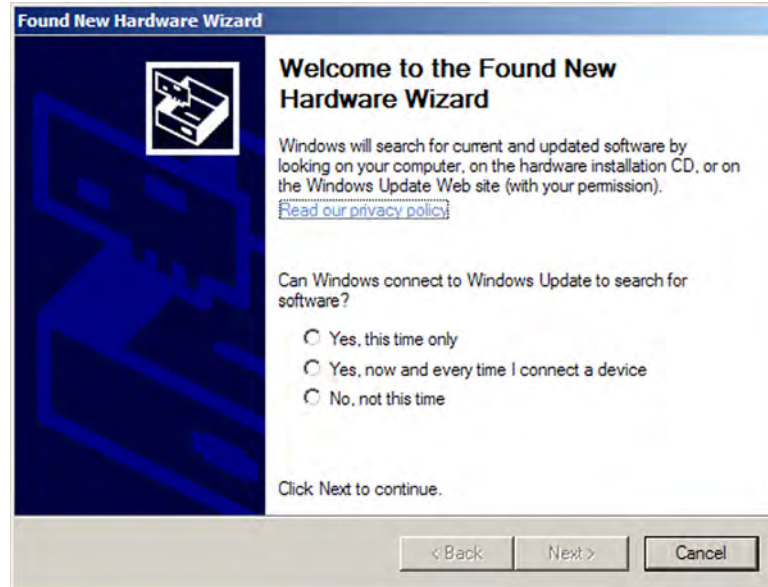 Found New Hardware Wizard
Welcome to the Found New
Hardware Wizard
Windows will search for current and updated software by
looking on your computer, on the hardware installation CD, or on
the Windows Update Web site (with your permission).
Read our privacy policy
Can Windows connect to Windows Update to search for
software?
Yes, this time only
Yes, now and every time I connect a device
No, not this time
Click Next to continue.
< Back Next > Cancel